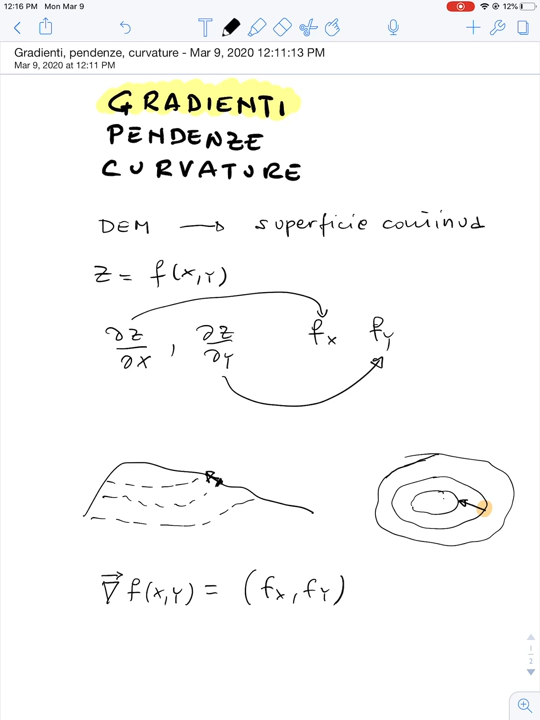 12:16 PM Mon Mar 9
12%
Gradienti, pendenze, curvature - Mar 9, 2020 12:11:13 PM
Mar 9, 2020 at 12:11 PM
GRADIENTI
PENDENZE
CURVATURE
DEM → superficie continua
Z = f(x,y)
∂Z/∂X , ∂Z/∂Y fx fy
∇⃗ f(x,y) = (fx, fy)
1
2